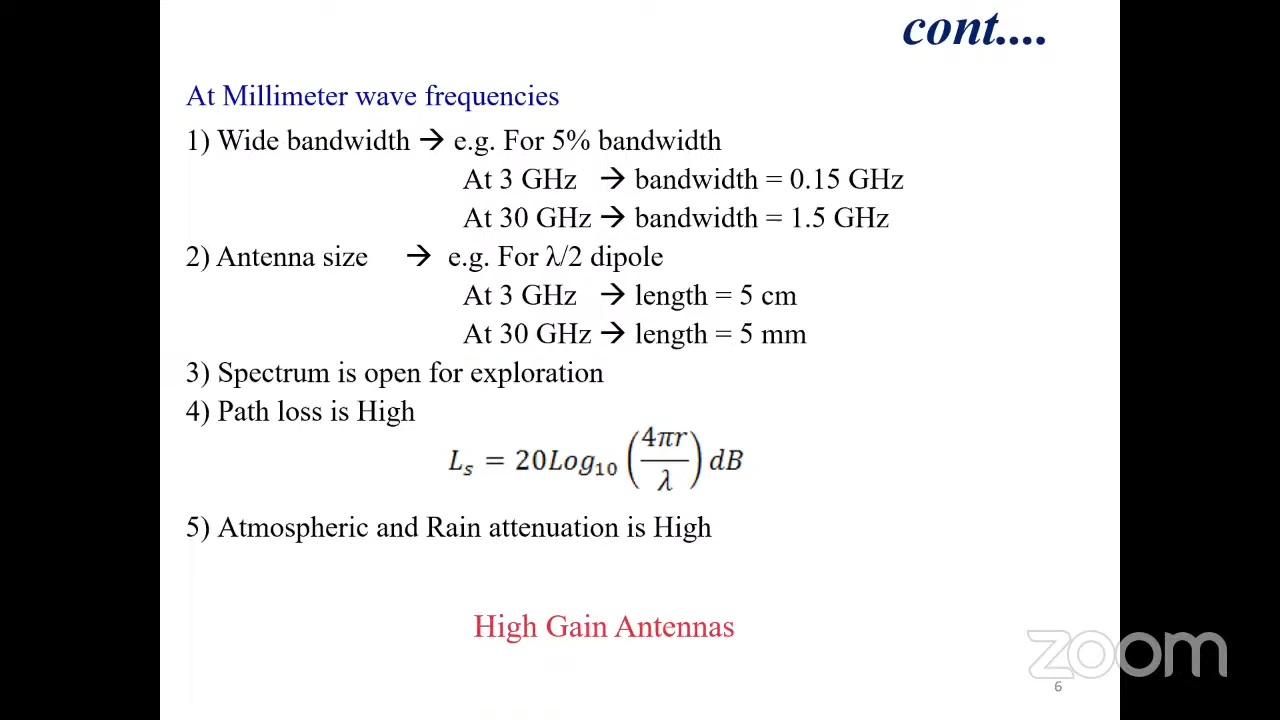 cont....
At Millimeter wave frequencies
1) Wide bandwidth → e.g. For 5% bandwidth
At 3 GHz → bandwidth = 0.15 GHz
At 30 GHz → bandwidth = 1.5 GHz
2) Antenna size → e.g. For λ/2 dipole
At 3 GHz → length = 5 cm
At 30 GHz → length = 5 mm
3) Spectrum is open for exploration
4) Path loss is High
Lₛ = 20Log₁₀ (4πr/λ) dB
5) Atmospheric and Rain attenuation is High
High Gain Antennas
zoom
6